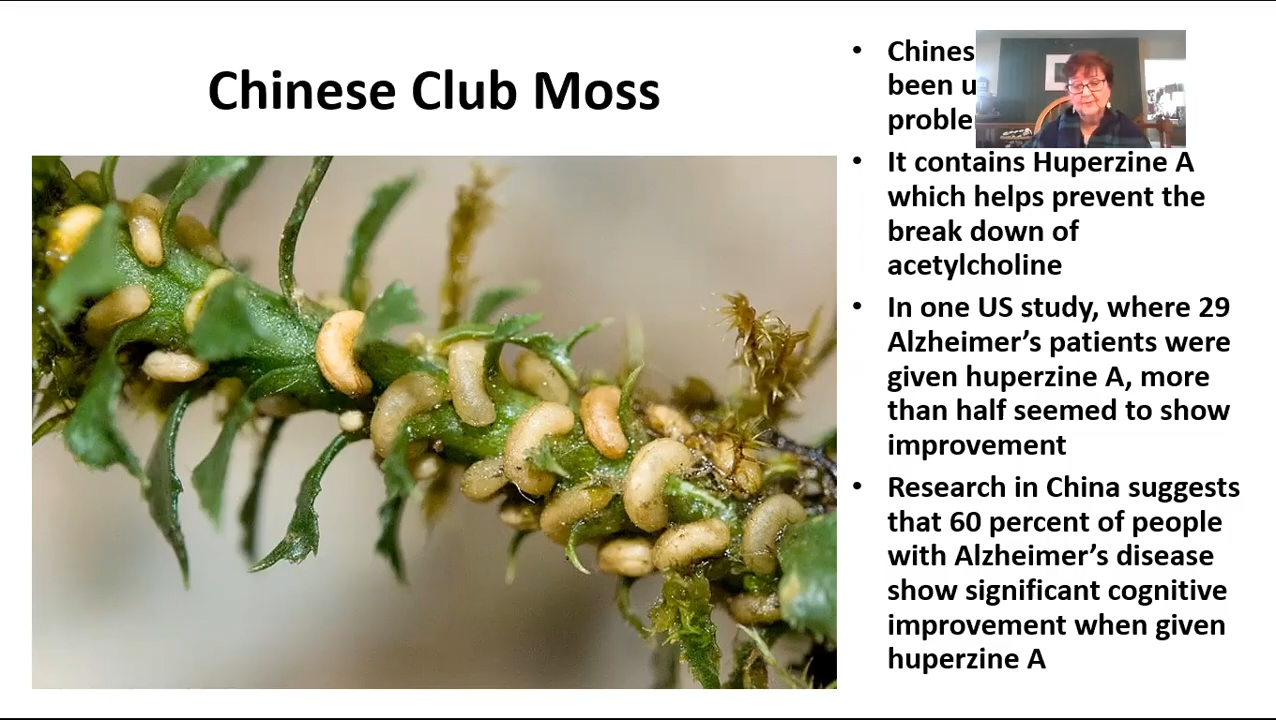 Chinese Club Moss
• Chines
been u
proble
• It contains Huperzine A
which helps prevent the
break down of
acetylcholine
• In one US study, where 29
Alzheimer’s patients were
given huperzine A, more
than half seemed to show
improvement
• Research in China suggests
that 60 percent of people
with Alzheimer’s disease
show significant cognitive
improvement when given
huperzine A